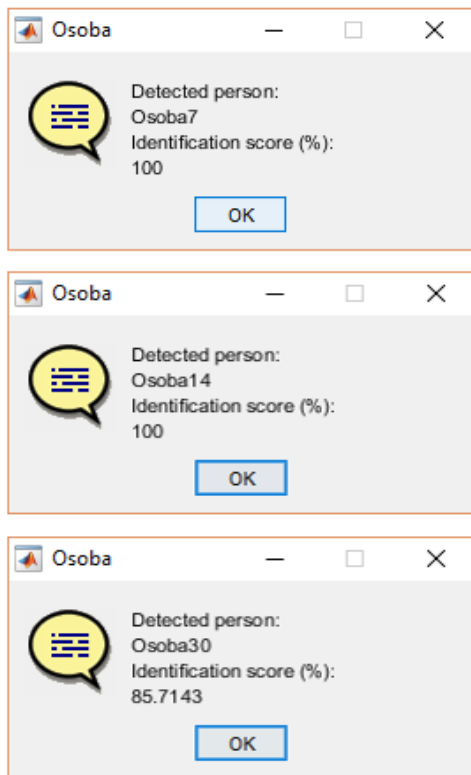 Osoba
Detected person:
Osoba7
Identification score (%):
100
OK
Osoba
Detected person:
Osoba14
Identification score (%):
100
OK
Osoba
Detected person:
Osoba30
Identification score (%):
85.7143
OK